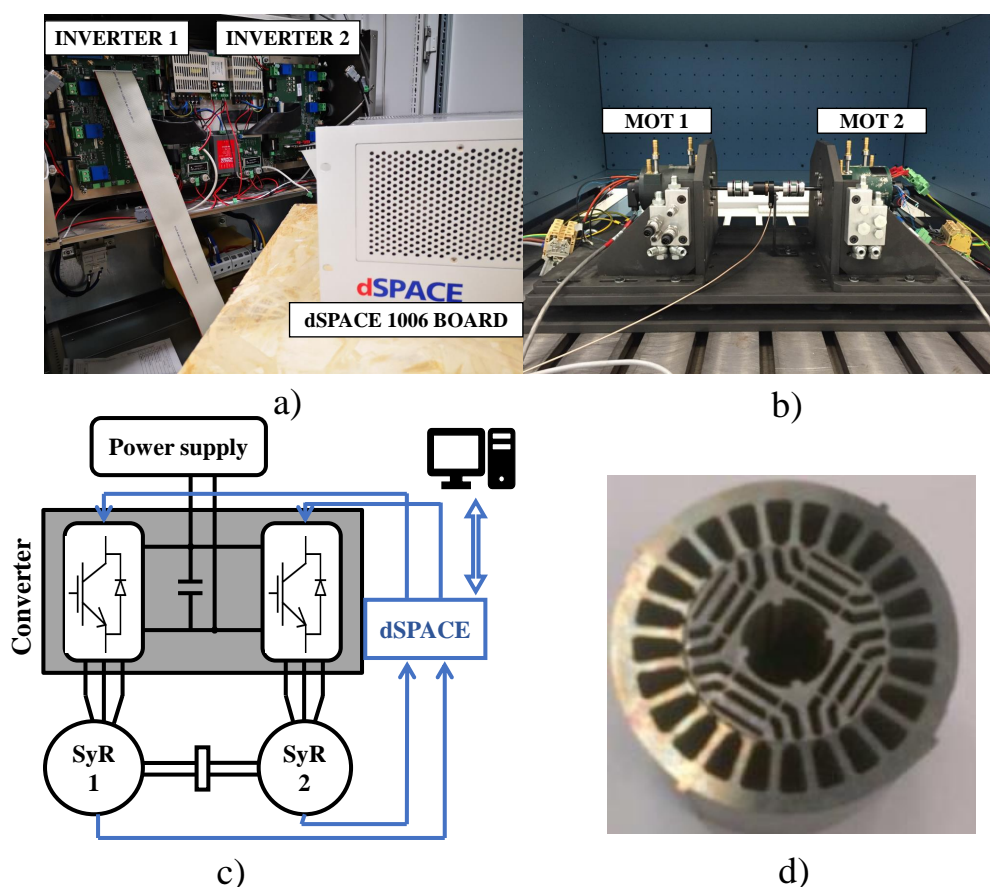 INVERTER 1
INVERTER 2
dSPACE
dSPACE 1006 BOARD
a)
MOT 1
MOT 2
b)
Power supply
Converter
dSPACE
SyR
1
SyR
2
c)
d)